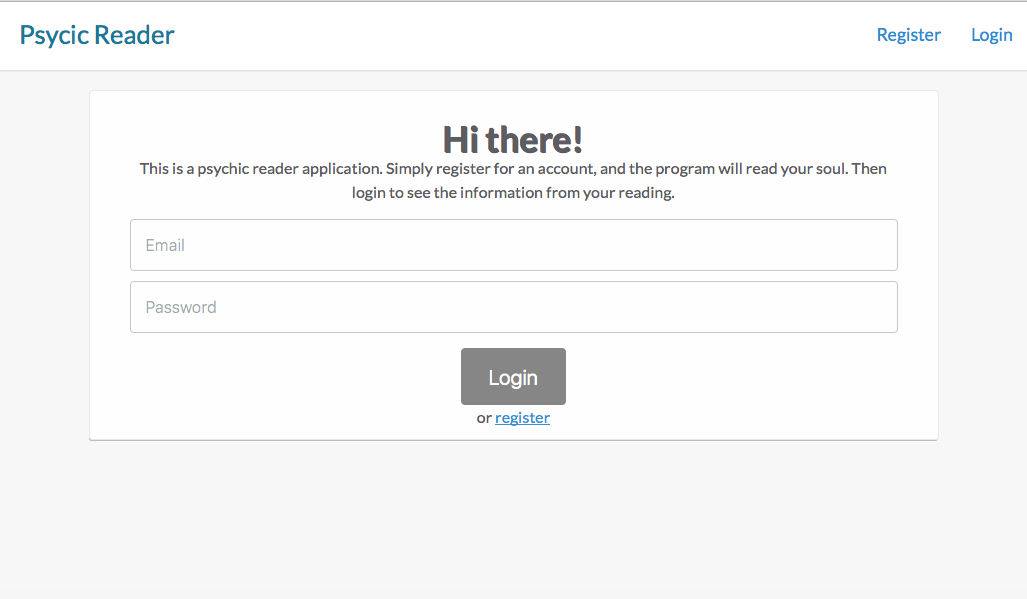 Psycic Reader
Register
Login
Hi there!
This is a psychic reader application. Simply register for an account, and the program will read your soul. Then
login to see the information from your reading.
Email
Password
Login
or register